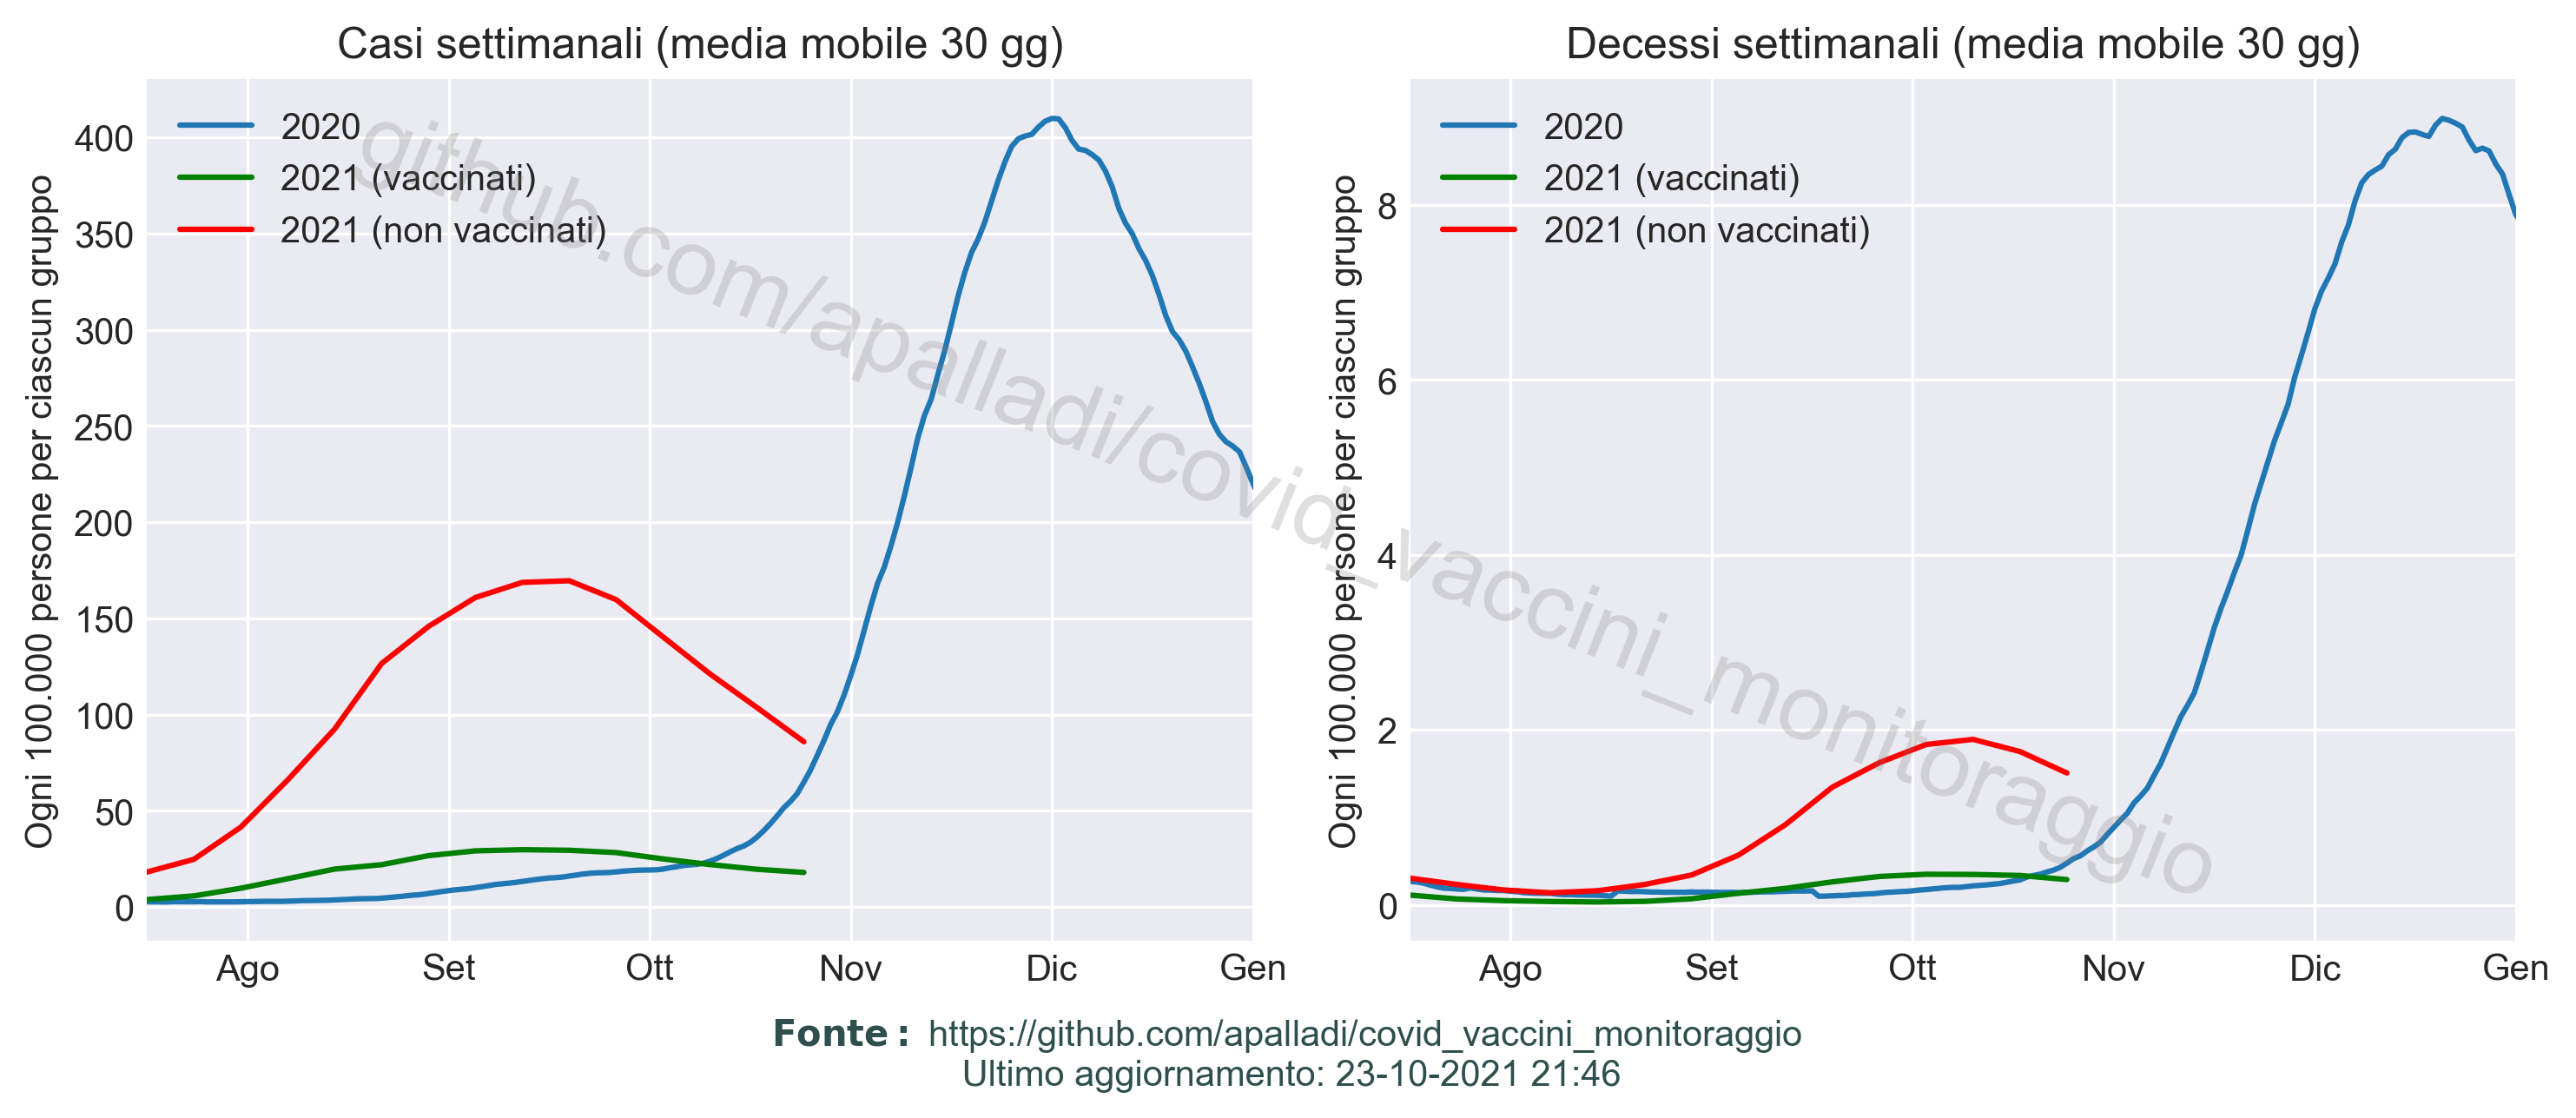 Casi settimanali (media mobile 30 gg)
Ogni 100.000 persone per ciascun gruppo
400
350
300
250
200
150
100
50
0
2020
2021 (vaccinati)
2021 (non vaccinati)
Ago Set Ott Nov Dic Gen
Decessi settimanali (media mobile 30 gg)
Ogni 100.000 persone per ciascun gruppo
8
6
4
2
0
2020
2021 (vaccinati)
2021 (non vaccinati)
Ago Set Ott Nov Dic Gen
github.com/apalladi/covid_vaccini_monitoraggio
Fonte: https://github.com/apalladi/covid_vaccini_monitoraggio
Ultimo aggiornamento: 23-10-2021 21:46